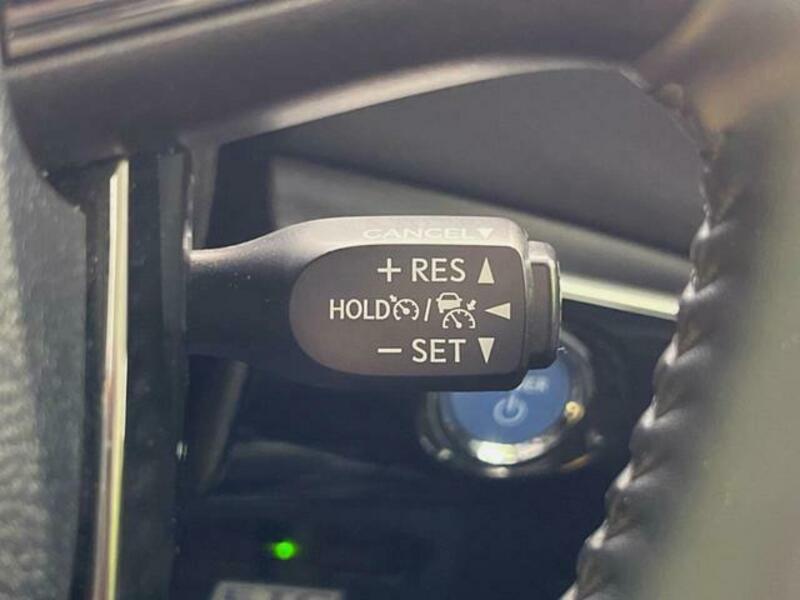 CANCEL▼
+ RES ▲
HOLD / ◀
− SET ▼